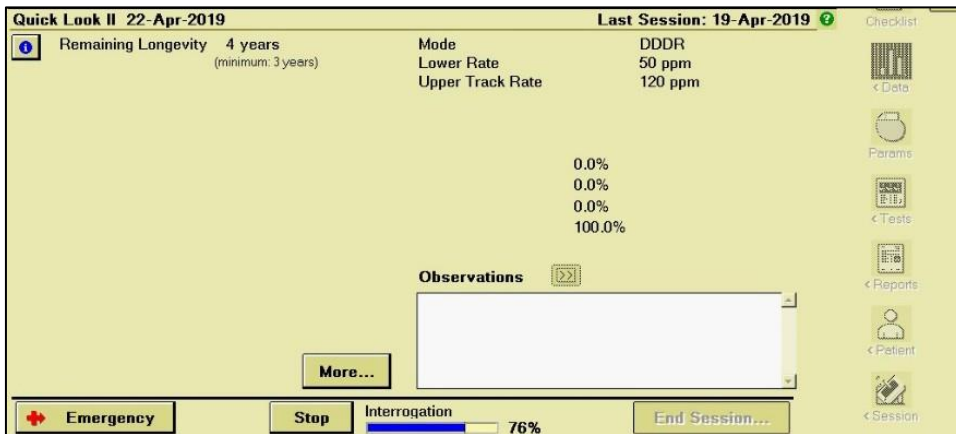 Quick Look II 22-Apr-2019 Last Session: 19-Apr-2019 ?
Checklist
i Remaining Longevity 4 years Mode DDDR
(minimum: 3 years) Lower Rate 50 ppm
Upper Track Rate 120 ppm
< Data
Params
0.0%
0.0%
< Tests
0.0%
100.0%
Observations >>
< Reports
< Patient
More...
Emergency Stop Interrogation 76% End Session...
< Session